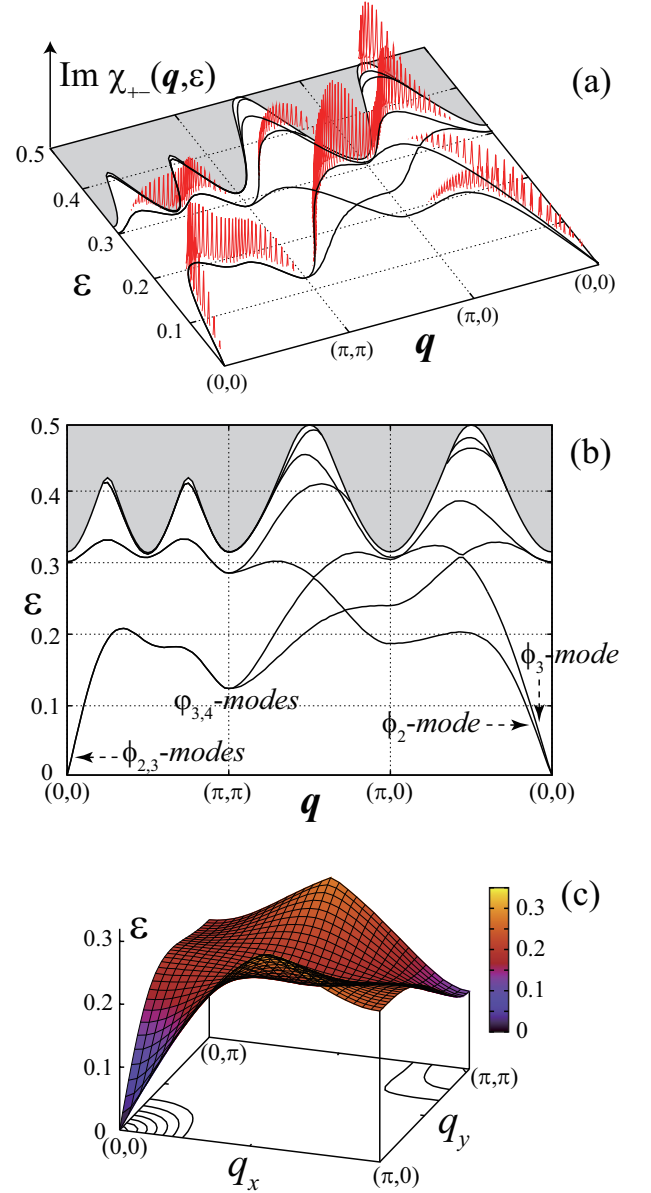 Im χ+−(q,ε)
(a)
0.5
0.4
0.3
0.2
0.1
ε
(0,0)
(π,π)
q
(π,0)
(0,0)
(b)
0.5
0.4
0.3
ε
0.2
0.1
0
φ3,4-modes
ϕ2,3-modes
ϕ2-mode
ϕ3-mode
(0,0)
(π,π)
q
(π,0)
(0,0)
(c)
ε
0.3
0.2
0.1
0
0.3
0.2
0.1
0
(0,π)
(π,π)
(0,0)
qx
qy
(π,0)